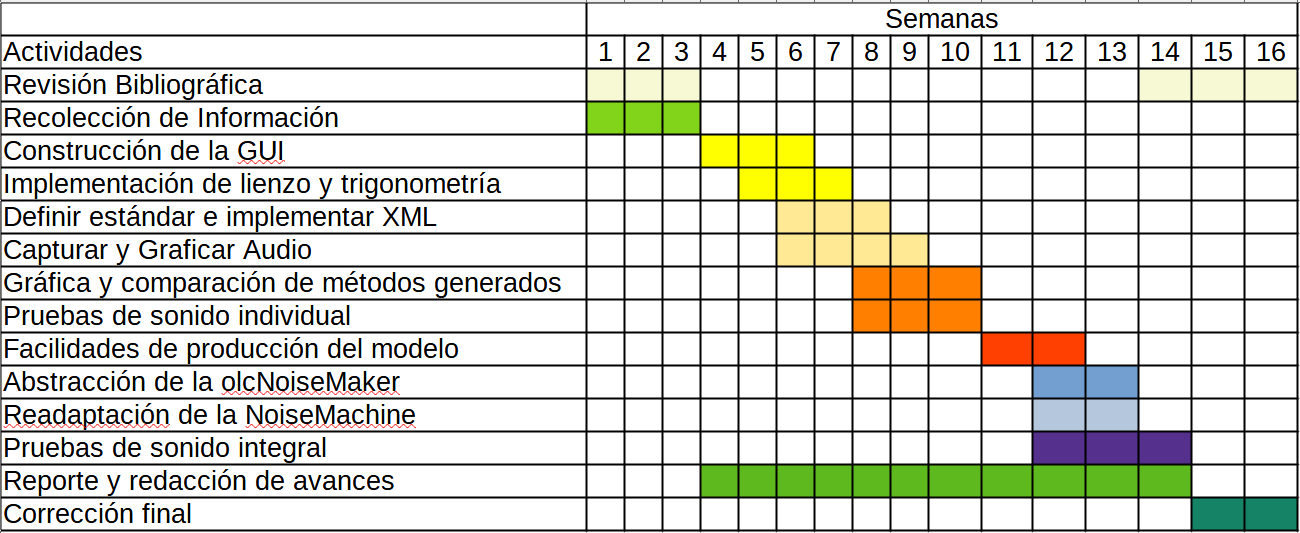 Semanas
Actividades 1 2 3 4 5 6 7 8 9 10 11 12 13 14 15 16
Revisión Bibliográfica
Recolección de Información
Construcción de la GUI
Implementación de lienzo y trigonometría
Definir estándar e implementar XML
Capturar y Graficar Audio
Gráfica y comparación de métodos generados
Pruebas de sonido individual
Facilidades de producción del modelo
Abstracción de la olcNoiseMaker
Readaptación de la NoiseMachine
Pruebas de sonido integral
Reporte y redacción de avances
Corrección final